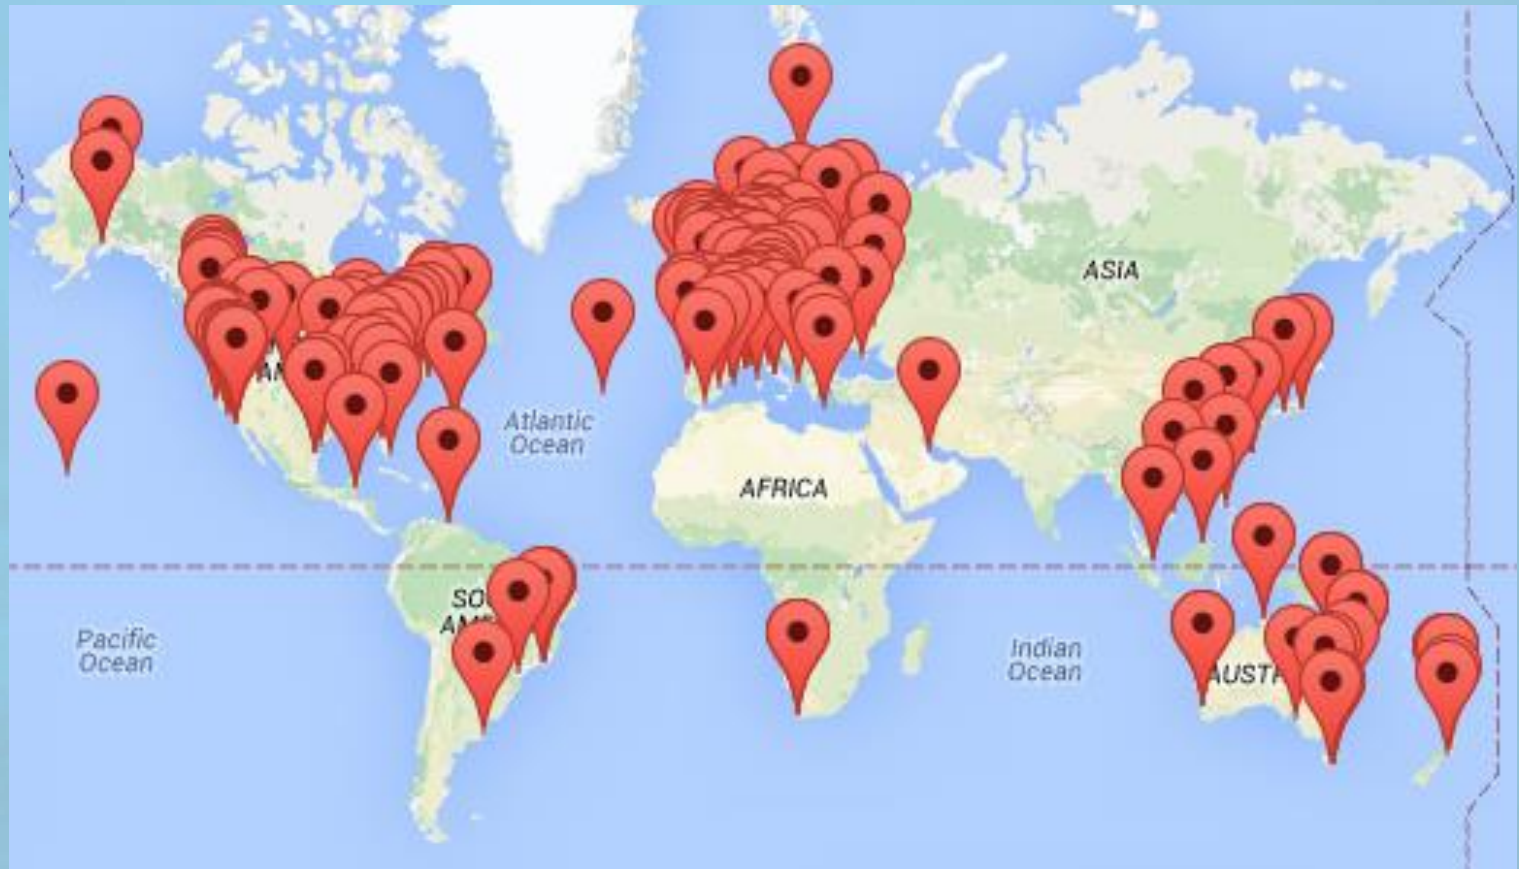 ASIA
Atlantic
Ocean
AFRICA
Pacific
Ocean
Indian
Ocean